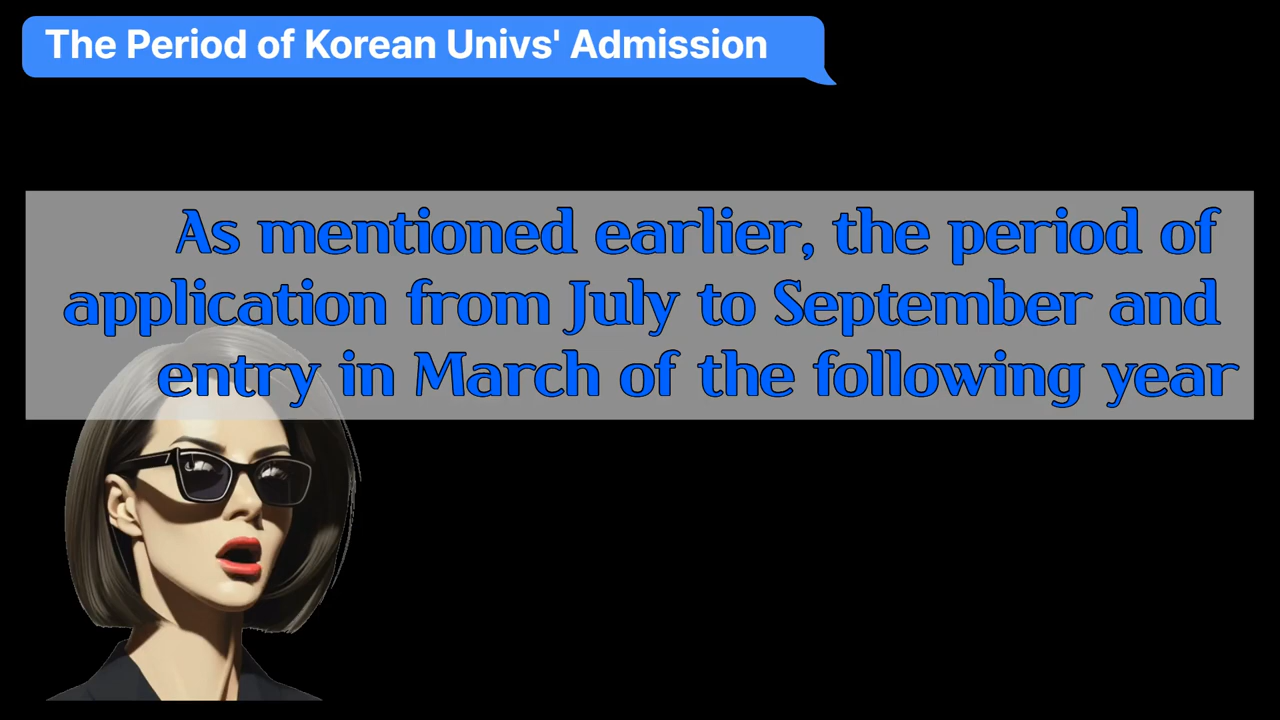 The Period of Korean Univs' Admission
As mentioned earlier, the period of
application from July to September and
entry in March of the following year